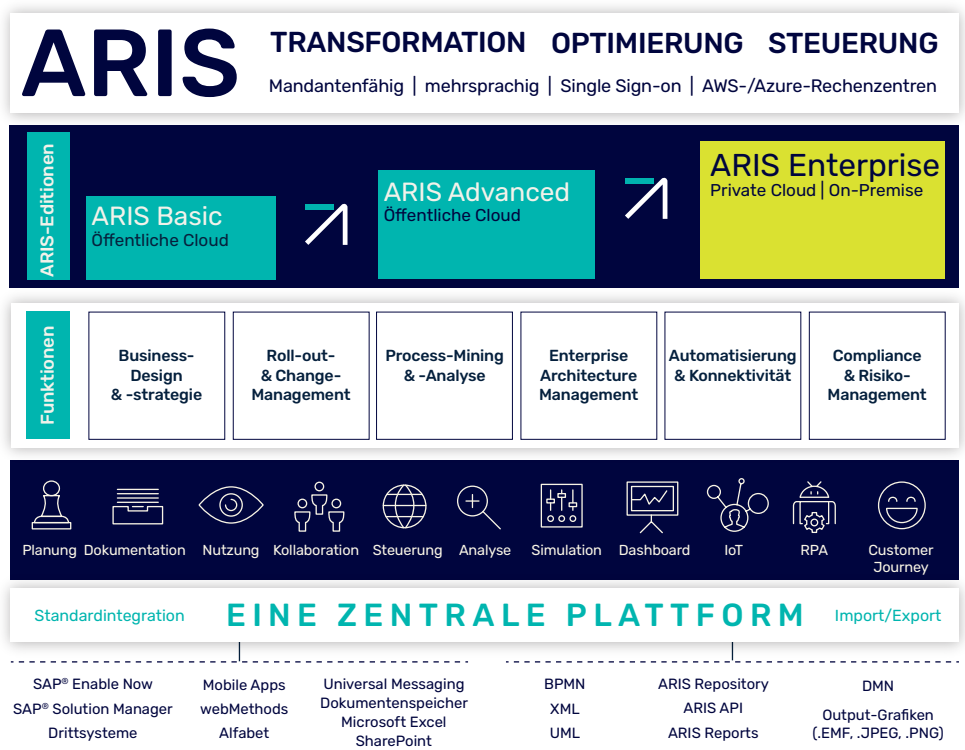 ARIS
TRANSFORMATION OPTIMIERUNG STEUERUNG
Mandantenfähig | mehrsprachig | Single Sign-on | AWS-/Azure-Rechenzentren
ARIS-Editionen
ARIS Basic
Öffentliche Cloud
ARIS Advanced
Öffentliche Cloud
ARIS Enterprise
Private Cloud | On-Premise
Funktionen
Business-
Design
& -strategie
Roll-out-
& Change-
Management
Process-Mining
& -Analyse
Enterprise
Architecture
Management
Automatisierung
& Konnektivität
Compliance
& Risiko-
Management
Planung
Dokumentation
Nutzung
Kollaboration
Steuerung
Analyse
Simulation
Dashboard
IoT
RPA
Customer
Journey
Standardintegration
EINE ZENTRALE PLATTFORM
Import/Export
SAP® Enable Now
SAP® Solution Manager
Drittsysteme
Mobile Apps
webMethods
Alfabet
Universal Messaging
Dokumentenspeicher
Microsoft Excel
SharePoint
BPMN
XML
UML
ARIS Repository
ARIS API
ARIS Reports
DMN
Output-Grafiken
(.EMF, .JPEG, .PNG)